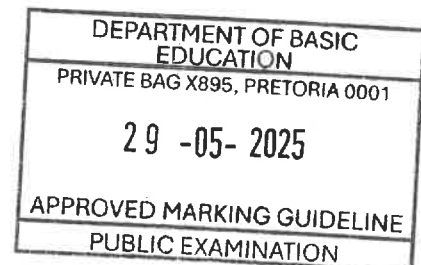 DEPARTMENT OF BASIC
EDUCATION
PRIVATE BAG X895, PRETORIA 0001
29 -05- 2025
APPROVED MARKING GUIDELINE
PUBLIC EXAMINATION